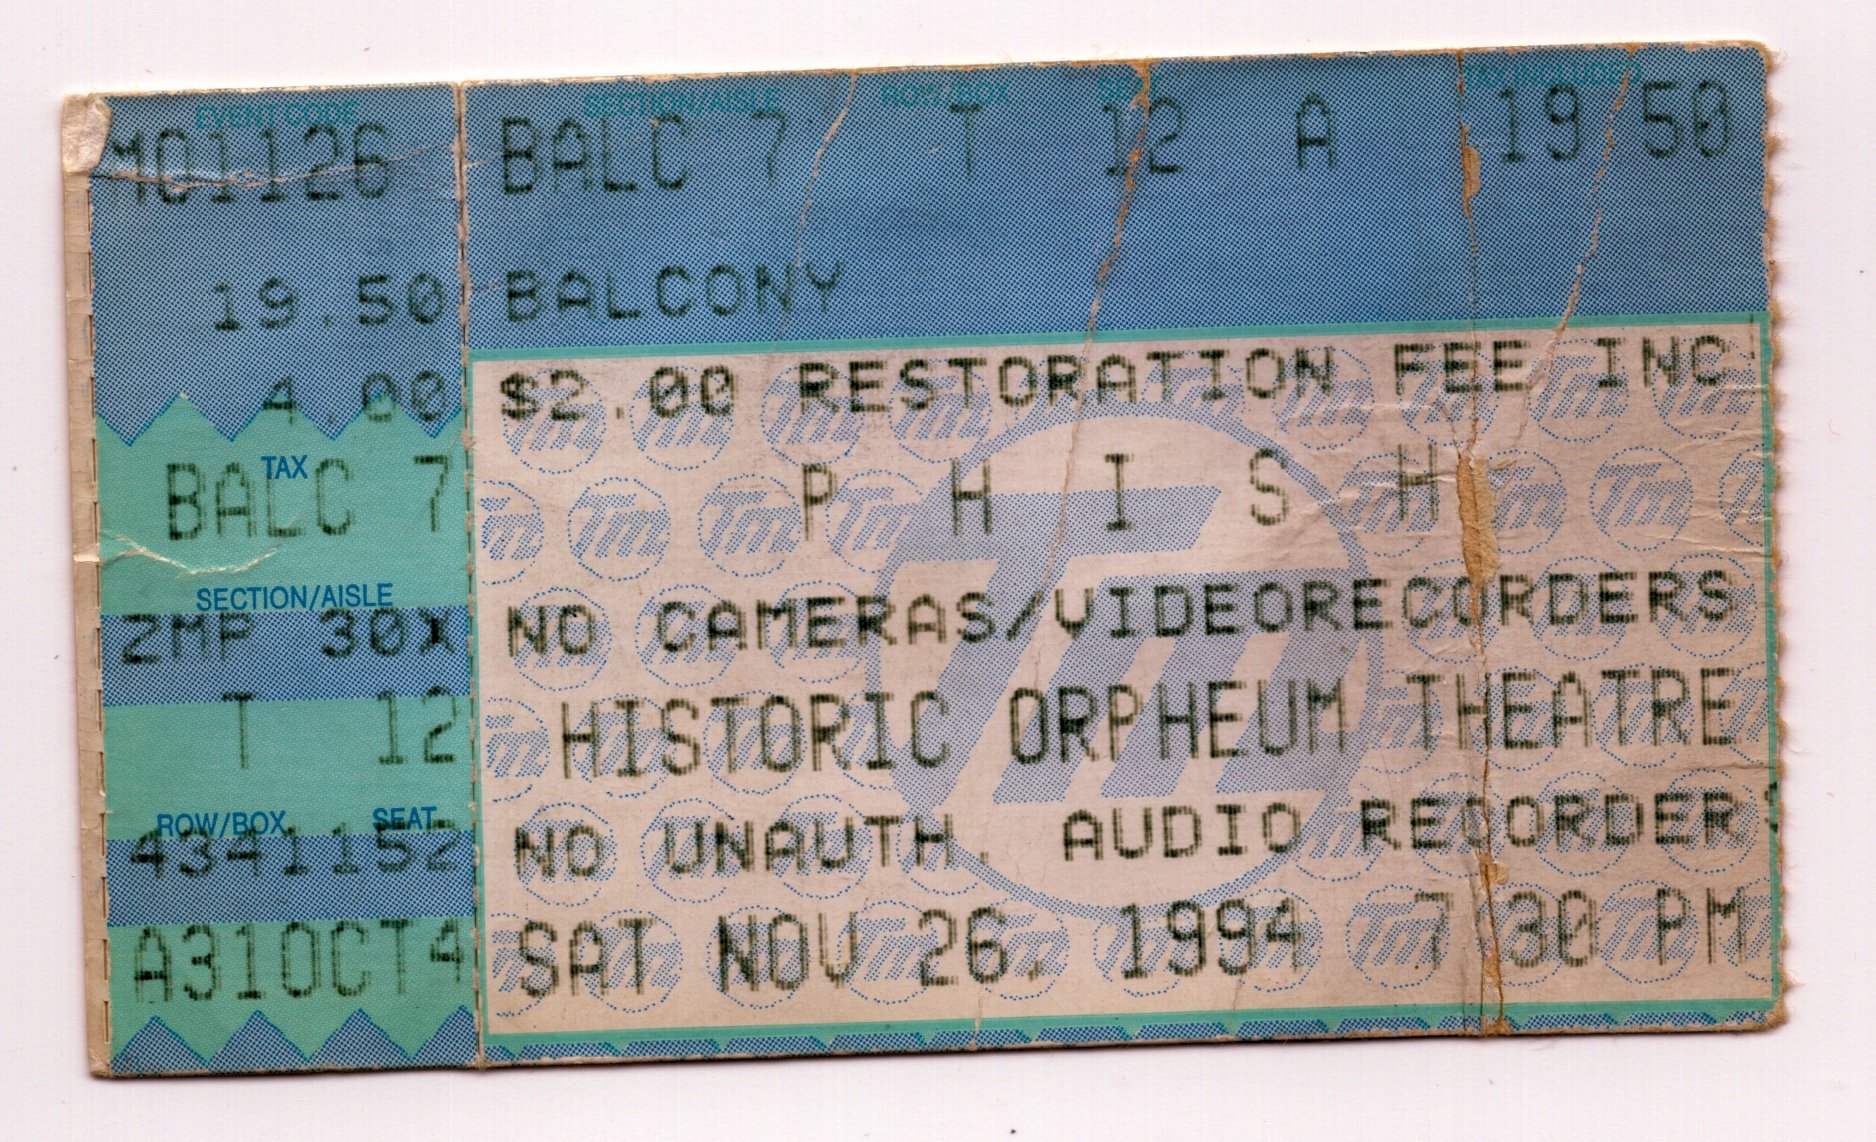 EVENT CODE
M01126
19.50
4.00
TAX
BALC 7
SECTION/AISLE
2MP 30X
T 12
ROW/BOX SEAT
4341152
A31OCT4
SECTION/AISLE ROW/BOX TAX INCLUDED
BALC 7 T 12 A 19 50
BALCONY
$2.00 RESTORATION FEE INC
P H I S H
NO CAMERAS/VIDEORECORDERS
HISTORIC ORPHEUM THEATRE
NO UNAUTH. AUDIO RECORDER
SAT NOV 26, 1994 7 30 PM